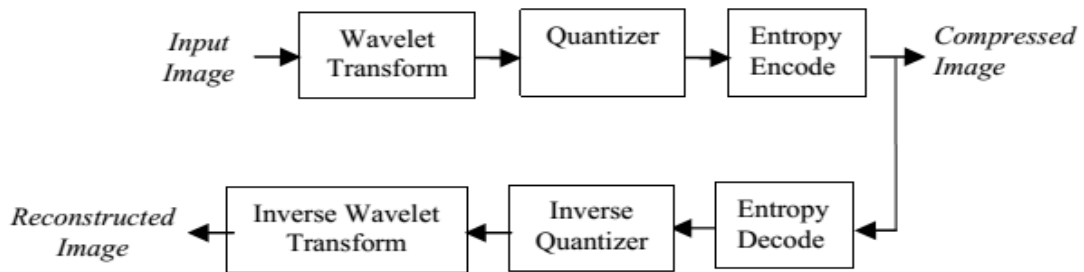 Input
Image
Wavelet
Transform
Quantizer
Entropy
Encode
Compressed
Image
Reconstructed
Image
Inverse Wavelet
Transform
Inverse
Quantizer
Entropy
Decode